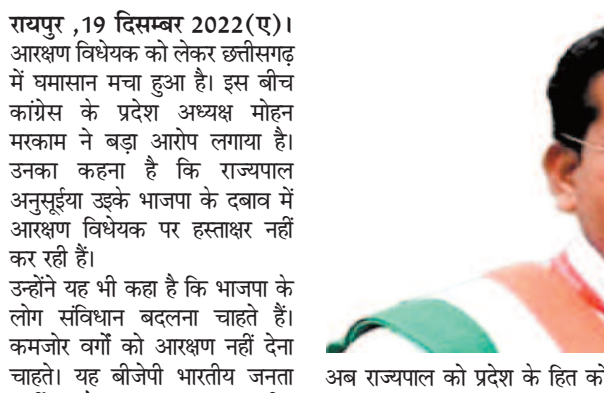 रायपुर ,19 दिसम्बर 2022(ए)।
आरक्षण विधेयक को लेकर छत्तीसगढ़
में घमासान मचा हुआ है। इस बीच
कांग्रेस के प्रदेश अध्यक्ष मोहन
मरकाम ने बड़ा आरोप लगाया है।
उनका कहना है कि राज्यपाल
अनुसूईया उइके भाजपा के दबाव में
आरक्षण विधेयक पर हस्ताक्षर नहीं
कर रही हैं।
उन्होंने यह भी कहा है कि भाजपा के
लोग संविधान बदलना चाहते हैं।
कमजोर वर्गों को आरक्षण नहीं देना
चाहते। यह बीजेपी भारतीय जनता
अब राज्यपाल को प्रदेश के हित को